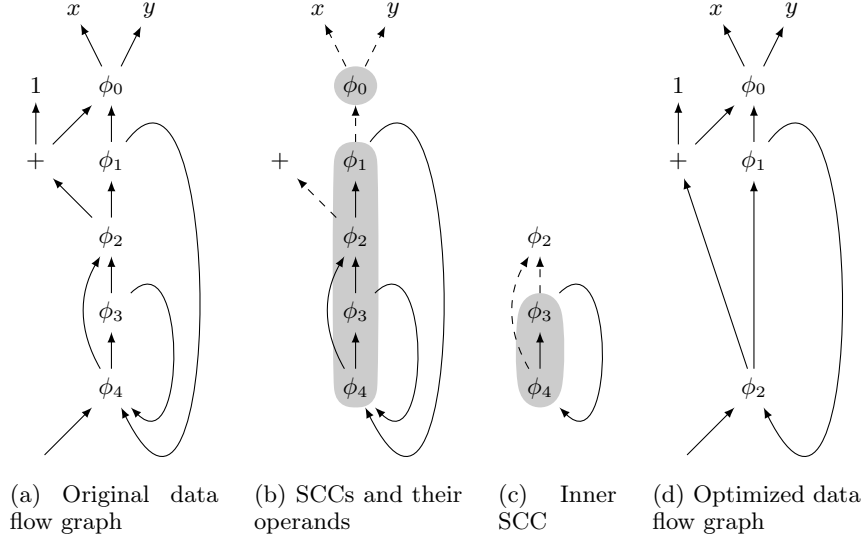 x y x y x y
1 ϕ0 ϕ0 1 ϕ0
+ ϕ1 + ϕ1 + ϕ1
ϕ2 ϕ2 ϕ2
ϕ3 ϕ3 ϕ3
ϕ4 ϕ4 ϕ4 ϕ2
(a) Original data
flow graph
(b) SCCs and their
operands
(c) Inner
SCC
(d) Optimized data
flow graph